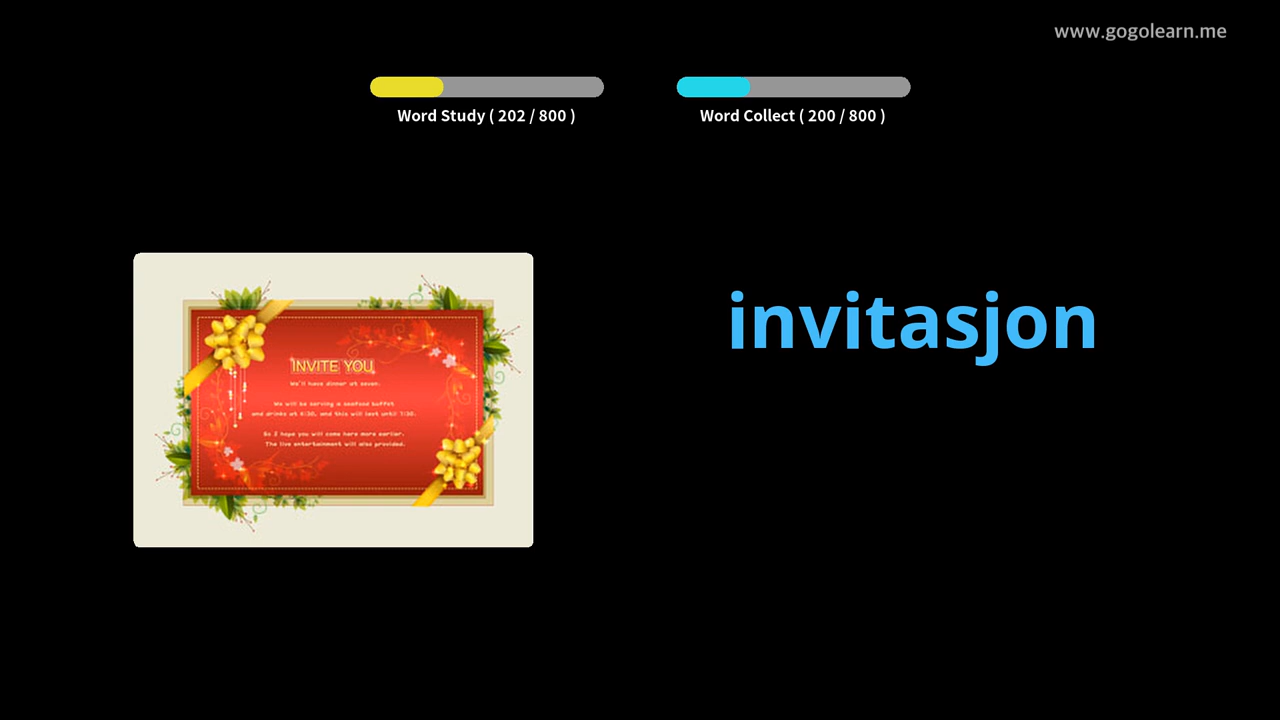 www.gogolearn.me
Word Study ( 202 / 800 )
Word Collect ( 200 / 800 )
invitasjon
INVITE YOU
We'll have dinner at seven.
We will be serving a seafood buffet
and drinks at 6:30, and this will last until 7:30.
So I hope you will come here more earlier.
The live entertainment will also provided.